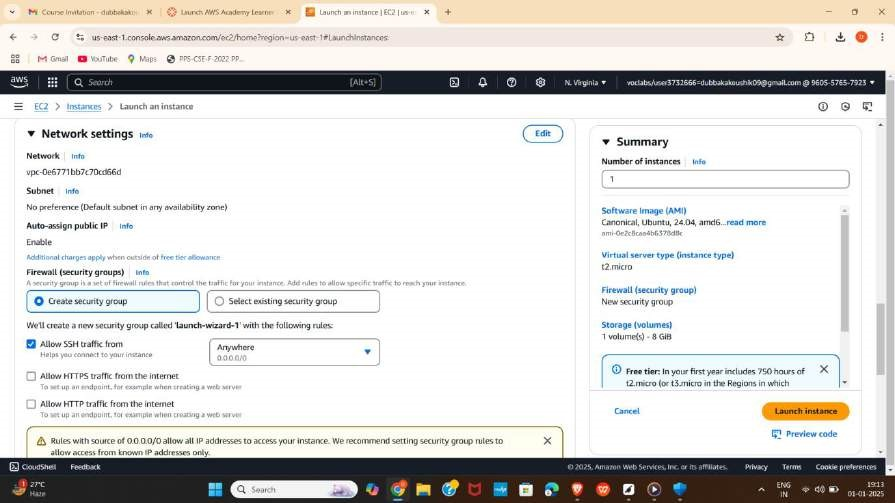 Course Invitation - dubbakakou
Launch AWS Academy Learner
Launch an instance | EC2 | us-e
us-east-1.console.aws.amazon.com/ec2/home?region=us-east-1#LaunchInstances:
Gmail YouTube Maps PPS-CSE-F-2022 PP...
aws Search [Alt+S] N. Virginia voclabs/user3732666=dubbakakoushik09@gmail.com @ 9605-5765-7923
EC2 > Instances > Launch an instance
Network settings Info Edit
Network Info
vpc-0e6771bb7c70cd66d
Subnet Info
No preference (Default subnet in any availability zone)
Auto-assign public IP Info
Enable
Additional charges apply when outside of free tier allowance
Firewall (security groups) Info
A security group is a set of firewall rules that control the traffic for your instance. Add rules to allow specific traffic to reach your instance.
Create security group
Select existing security group
We'll create a new security group called 'launch-wizard-1' with the following rules:
Allow SSH traffic from
Helps you connect to your instance
Anywhere
0.0.0.0/0
Allow HTTPS traffic from the internet
To set up an endpoint, for example when creating a web server
Allow HTTP traffic from the internet
To set up an endpoint, for example when creating a web server
Rules with source of 0.0.0.0/0 allow all IP addresses to access your instance. We recommend setting security group rules to
allow access from known IP addresses only.
Summary
Number of instances Info
1
Software Image (AMI)
Canonical, Ubuntu, 24.04, amd6...read more
ami-0e2c8caa4b6378d8c
Virtual server type (instance type)
t2.micro
Firewall (security group)
New security group
Storage (volumes)
1 volume(s) - 8 GiB
Free tier: In your first year includes 750 hours of
t2.micro (or t3.micro in the Regions in which
Cancel
Launch instance
Preview code
CloudShell Feedback © 2025, Amazon Web Services, Inc. or its affiliates. Privacy Terms Cookie preferences
27°C
Haze
Search
ENG
IN
19:13
01-01-2025